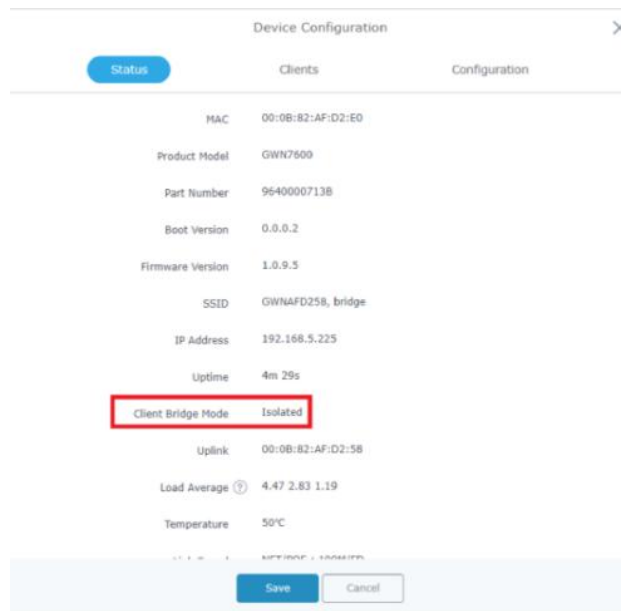 Device Configuration
Status Clients Configuration
MAC 00:0B:82:AF:D2:E0
Product Model GWN7600
Part Number 9640000713B
Boot Version 0.0.0.2
Firmware Version 1.0.9.5
SSID GWNAFD258, bridge
IP Address 192.168.5.225
Uptime 4m 29s
Client Bridge Mode Isolated
Uplink 00:0B:82:AF:D2:58
Load Average ? 4.47 2.83 1.19
Temperature 50°C
Save Cancel